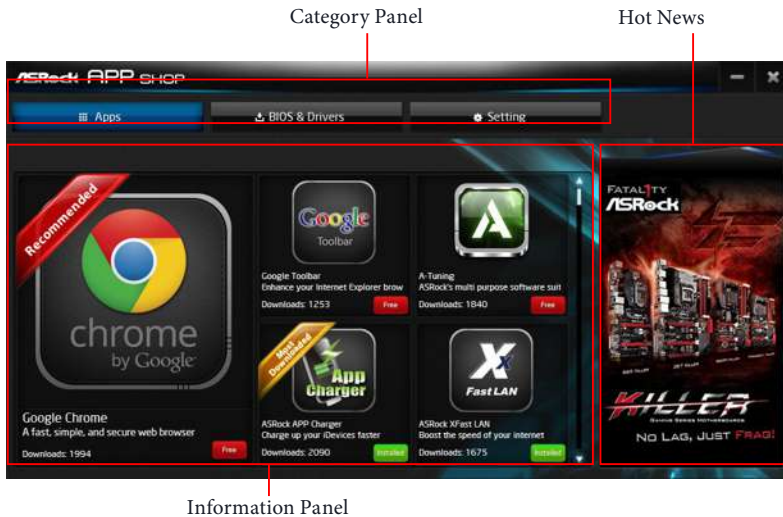 Category Panel
Hot News
ASRock APP SHOP
Apps
BIOS & Drivers
Setting
Recommended
chrome
by Google
Google Chrome
A fast, simple, and secure web browser
Downloads: 1994
Free
Google
Toolbar
Google Toolbar
Enhance your Internet Explorer brow
Downloads: 1253
Free
A-Tuning
ASRock's multi purpose software suit
Downloads: 1840
Free
Most
Downloaded
App
Charger
ASRock APP Charger
Charge up your iDevices faster
Downloads: 2090
Installed
X
FastLAN
ASRock XFast LAN
Boost the speed of your internet
Downloads: 1675
Installed
FATAL1TY
ASRock
KILLER
GAMING SERIES MOTHERBOARDS
NO LAG, JUST FRAG!
Information Panel